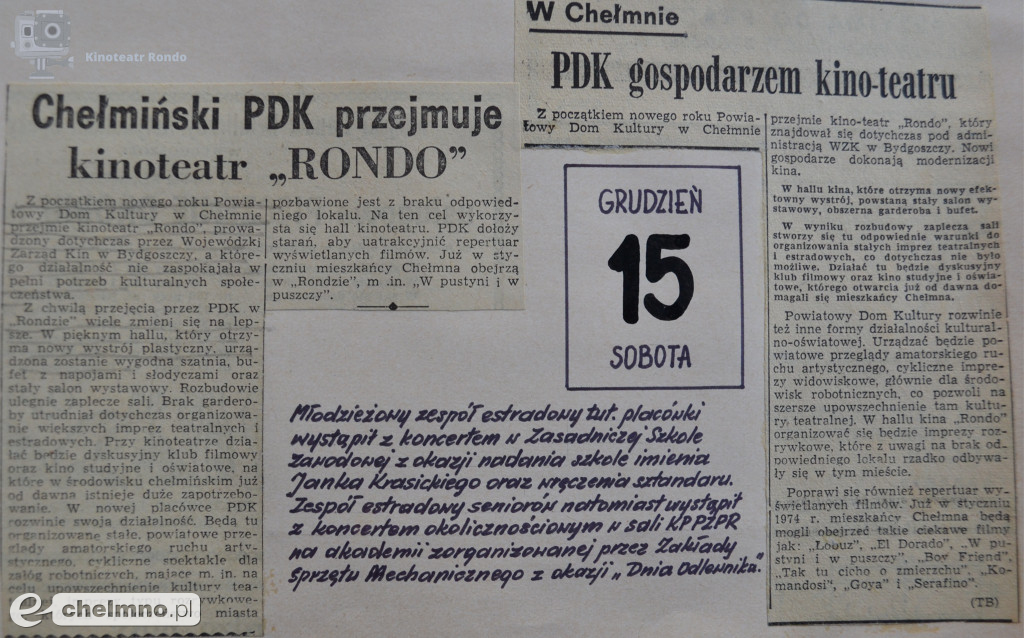 Kinoteatr Rondo
Chełmiński PDK przejmuje
kinoteatr „RONDO”
Z początkiem nowego roku Powia-
towy Dom Kultury w Chełmnie
przejmie kinoteatr „Rondo”, prowa-
dzony dotychczas przez Wojewódzki
Zarząd Kin w Bydgoszczy, a które-
go działalność nie zaspokajała w
pełni potrzeb kulturalnych społe-
czeństwa.
Z chwilą przejęcia przez PDK w
„Rondzie” wiele zmieni się na lep-
sze. W pięknym hallu, który otrzy-
ma nowy wystrój plastyczny, urzą-
dzona zostanie wygodna szatnia, bu-
fet z napojami i słodyczami oraz
stały salon wystawowy. Rozbudowie
ulegnie zaplecze sali. Brak gardero-
by utrudniał dotychczas organizowa-
nie większych imprez teatralnych i
estradowych. Przy kinoteatrze dzia-
łać będzie dyskusyjny klub filmowy
oraz kino studyjne i oświatowe, na
które w środowisku chełmińskim już
od dawna istnieje duże zapotrzebo-
wanie. W nowej placówce PDK
rozwinie swoja działalność. Będą tu
organizowane stałe, powiatowe prze-
glądy amatorskiego ruchu arty-
stycznego, cykliczne spektakle dla
załóg robotniczych, majace m. in. na
celu upowszechnienie kultury tea-
miasta
pozbawione jest z braku odpowied-
niego lokalu. Na ten cel wykorzy-
sta się hall kinoteatru. PDK dołoży
starań, aby uatrakcyjnić repertuar
wyświetlanych filmów. Już w sty-
czniu mieszkańcy Chełmna obejrzą
w „Rondzie”, m .in. „W pustyni i w
puszczy”.
W Chełmnie
PDK gospodarzem kino-teatru
Z początkiem nowego roku Powia-
towy Dom Kultury w Chełmnie
przejmie kino-teatr „Rondo”, który
znajdował się dotychczas pod admi-
nistracją WZK w Bydgoszczy. Nowi
gospodarze dokonają modernizacji
kina.
W hallu kina, które otrzyma nowy efek-
towny wystrój, powstaną stały salon wy-
stawowy, obszerna garderoba i bufet.
W wyniku rozbudowy zaplecza sali
stworzy się tu odpowiednie warunki do
organizowania stałych imprez teatralnych
i estradowych, co dotychczas nie było
możliwe. Działać tu będzie dyskusyjny
klub filmowy oraz kino studyjne i oświa-
towe, którego otwarcia już od dawna do-
magali się mieszkańcy Chełmna.
Powiatowy Dom Kultury rozwinie
też inne formy działalności kultural-
no-oświatowej. Urządzać będzie po-
wiatowe przeglądy amatorskiego ru-
chu artystycznego, cykliczne impre-
zy widowiskowe, głównie dla środo-
wisk robotniczych, co pozwoli na
szersze upowszechnienie tam kultu-
ry, teatralnej. W hallu kina „Rondo”
organizować się będzie imprezy roz-
rywkowe, które z uwagi na brak od-
powiedniego lokalu rzadko odbywa-
ły się w tym mieście.
Poprawi się również repertuar wy-
świetlanych filmów. Już w styczniu
1974 r. mieszkańcy Chełmna będą
mogli obejrzeć takie ciekawe filmy
jak: „Łobuz”, „El Dorado”, „W pu-
styni i w puszczy”, „Boy Friend”,
„Tak tu cicho o zmierzchu”, „Ko-
mandosi”, „Goya” i „Serafino”.
(TB)
GRUDZIEŃ
15
SOBOTA
Młodzieżowy zespół estradowy tut. placówki
wystąpił z koncertem w Zasadniczej Szkole
Zawodowej z okazji nadania szkole imienia
Janka Krasickiego oraz wręczenia sztandaru.
Zespół estradowy seniorów natomiast wystąpił
z koncertem okolicznościowym w sali KP PZPR
na akademii zorganizowanej przez Zakłady
Sprzętu Mechanicznego z okazji „Dnia Odlewnika.”
e-chelmno.pl